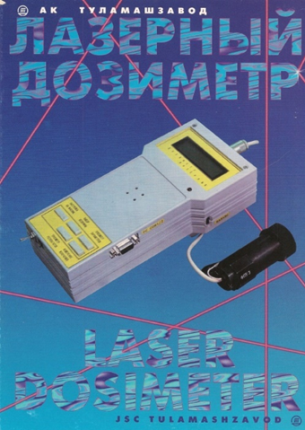 АК ТУЛАМАШЗАВОД
ЛАЗЕРНЫЙ
ДОЗИМЕТР
LASER
DOSIMETER
JSC TULAMASHZAVOD